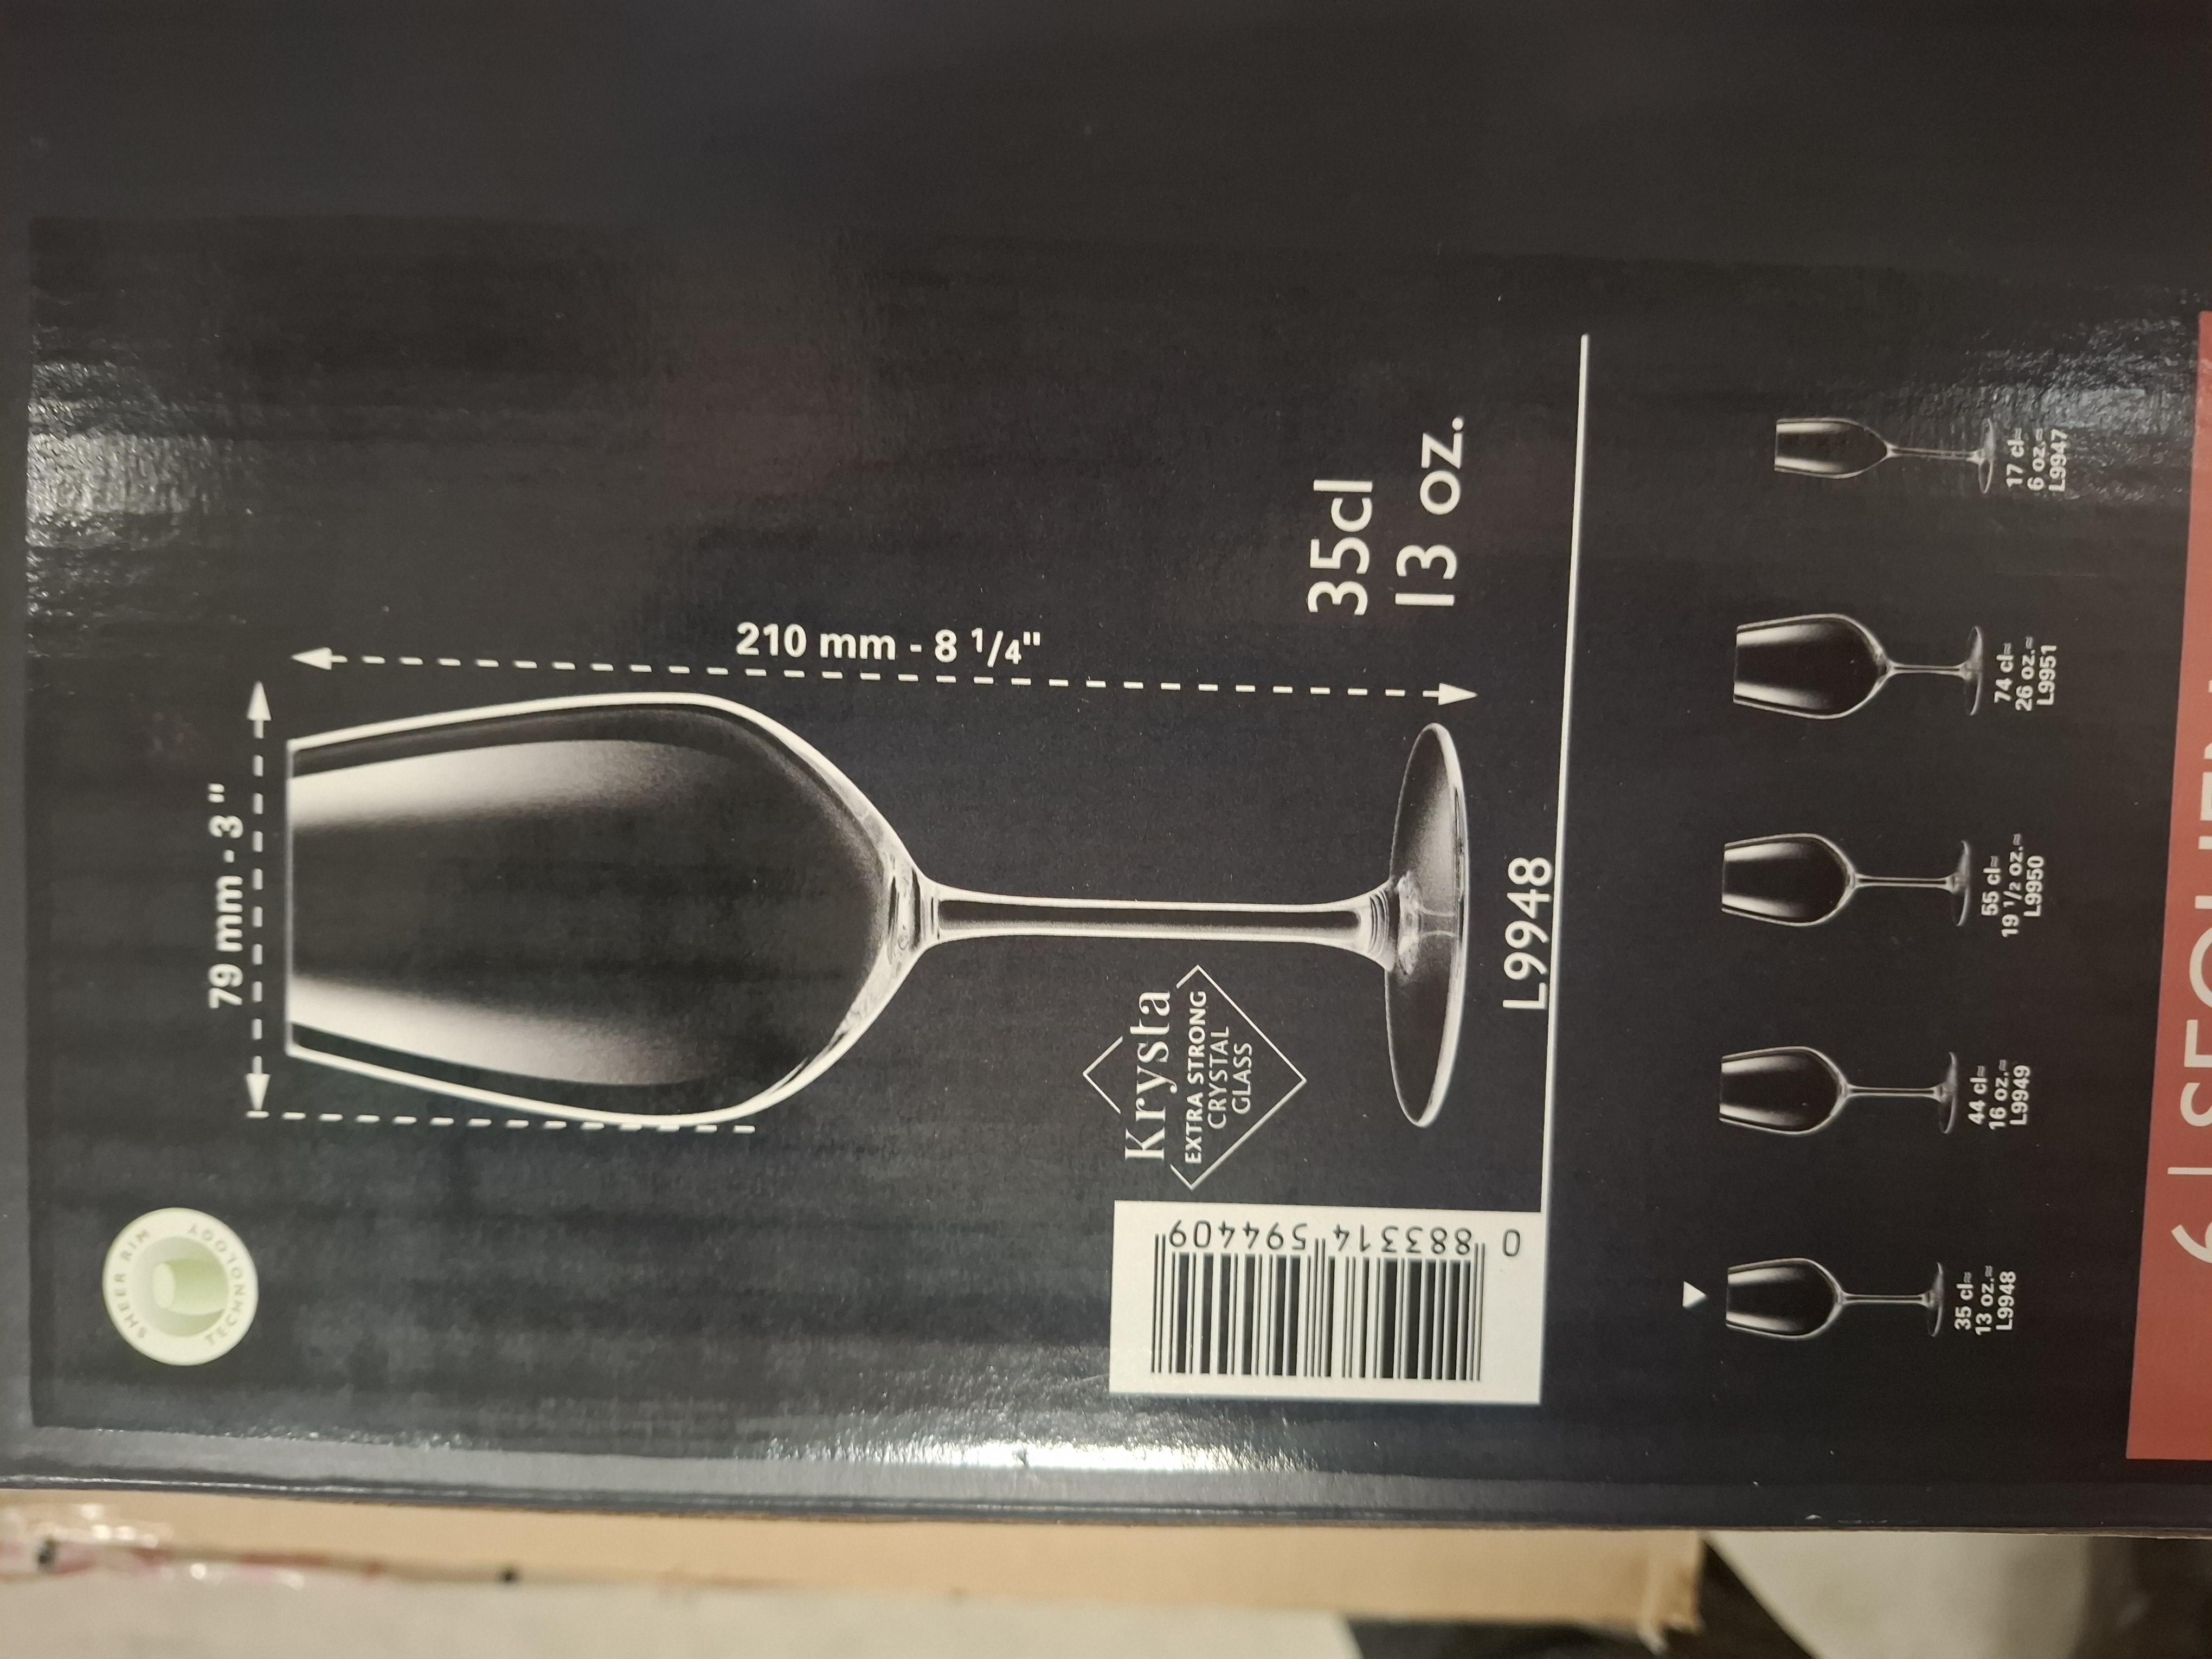 SHEER RIM TECHNOLOGY
79 mm - 3"
210 mm - 8 1/4"
Krysta
EXTRA STRONG
CRYSTAL
GLASS
35cl
13 oz.
0 883314 594409
L9948
35 cl≈
13 oz.≈
L9948
44 cl≈
16 oz.≈
L9949
55 cl≈
19 1/2 oz.≈
L9950
74 cl≈
26 oz.≈
L9951
17 cl≈
6 oz.≈
L9947
6